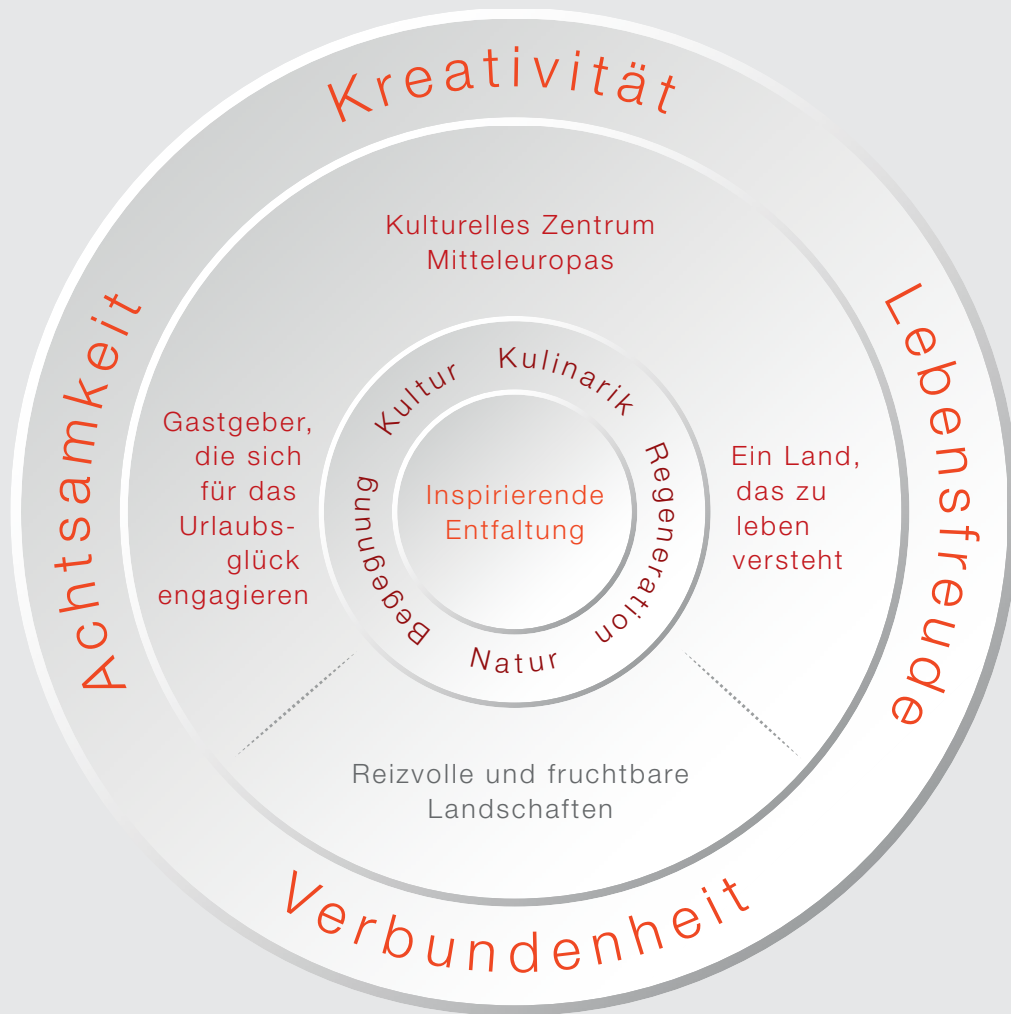 Kreativität
Kulturelles Zentrum
Mitteleuropas
Achtsamkeit
Lebensfreude
Kultur
Kulinarik
Gastgeber,
die sich
für das
Urlaubs-
glück
engagieren
Begegnung
Inspirierende
Entfaltung
Regeneration
Ein Land,
das zu
leben
versteht
Natur
Reizvolle und fruchtbare
Landschaften
Verbundenheit